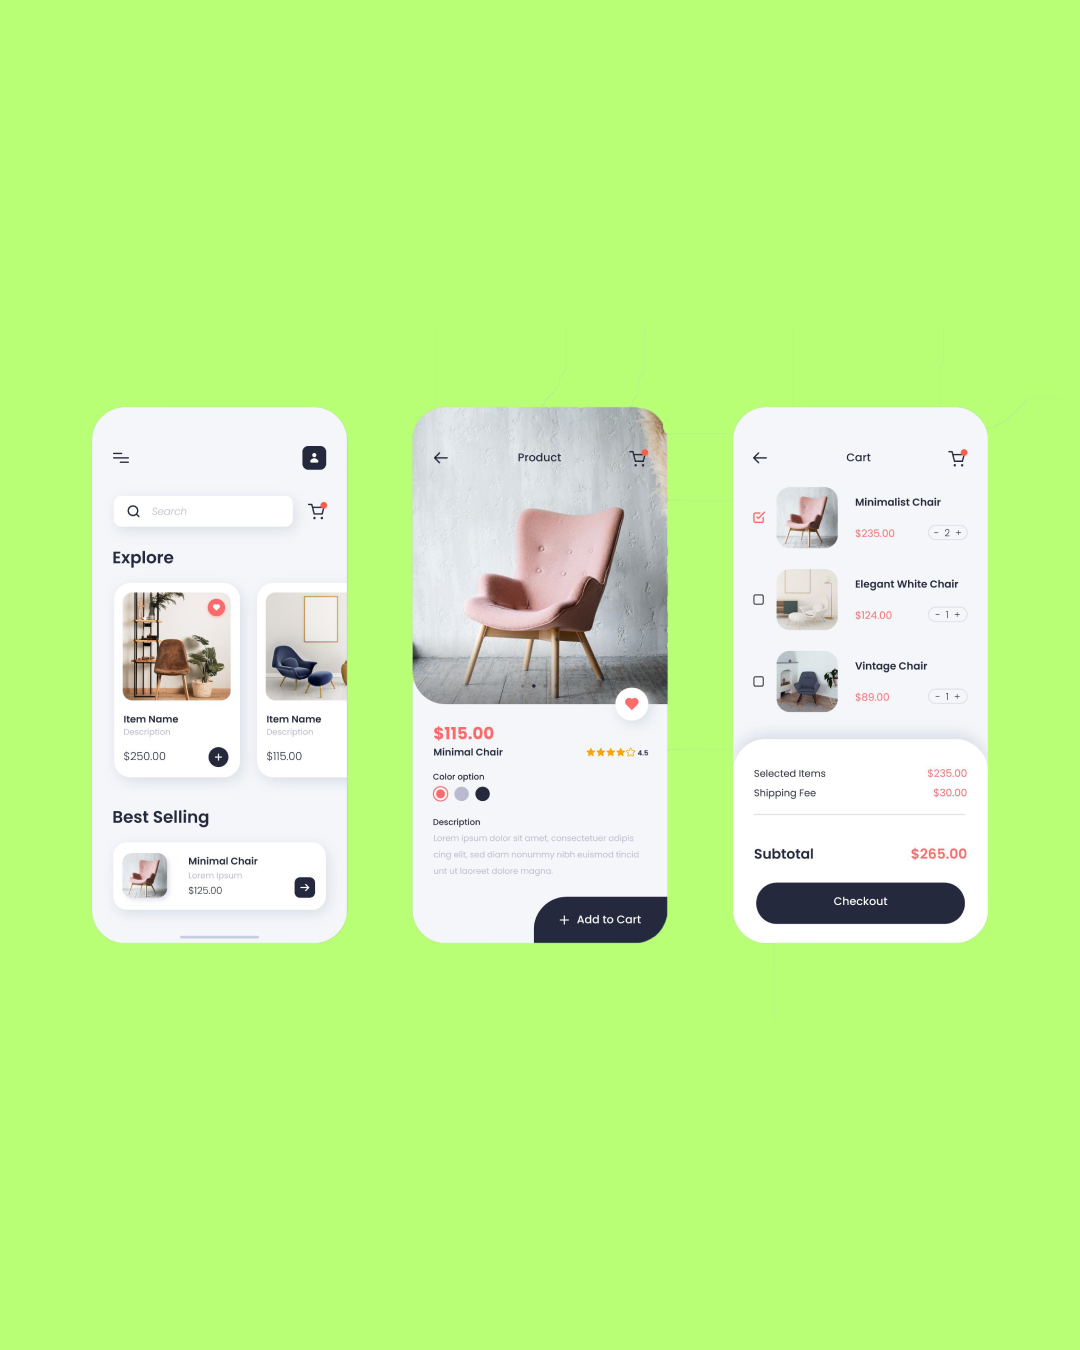 Search
Explore
Item Name
Description
$250.00
Item Name
Description
$115.00
Best Selling
Minimal Chair
Lorem Ipsum
$125.00
Product
$115.00
Minimal Chair
4.5
Color option
Description
Lorem ipsum dolor sit amet, consectetuer adipis
cing elit, sed diam nonummy nibh euismod tincid
unt ut laoreet dolore magna.
+ Add to Cart
Cart
Minimalist Chair
$235.00
- 2 +
Elegant White Chair
$124.00
- 1 +
Vintage Chair
$89.00
- 1 +
Selected Items $235.00
Shipping Fee $30.00
Subtotal $265.00
Checkout